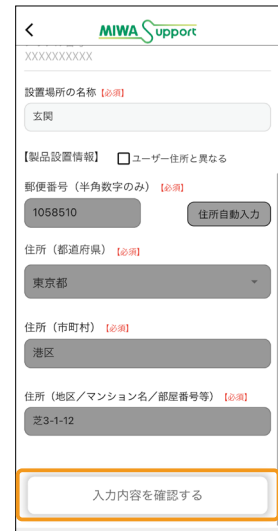 MIWA Support
XXXXXXXXXX
設置場所の名称【必須】
玄関
【製品設置情報】 ユーザー住所と異なる
郵便番号(半角数字のみ)【必須】
1058510
住所自動入力
住所(都道府県)【必須】
東京都
住所(市町村)【必須】
港区
住所(地区/マンション名/部屋番号等)【必須】
芝3-1-12
入力内容を確認する